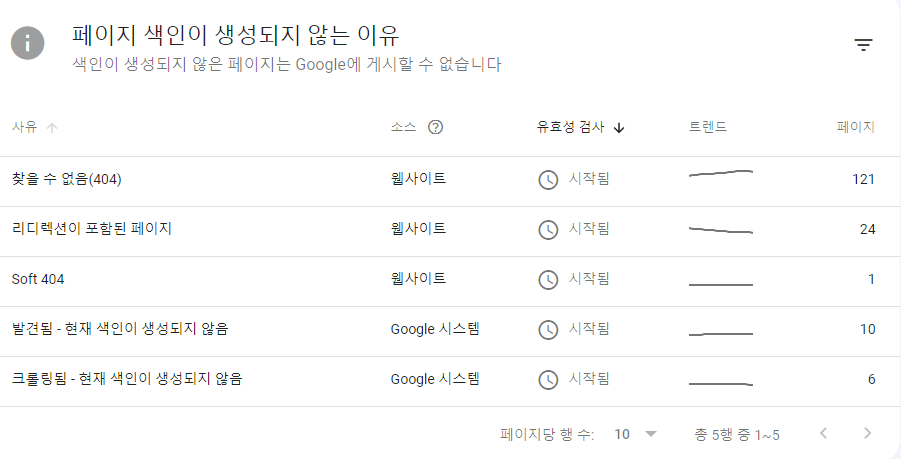 페이지 색인이 생성되지 않는 이유
색인이 생성되지 않은 페이지는 Google에 게시할 수 없습니다
사유 소스 유효성 검사 트렌드 페이지
찾을 수 없음(404) 웹사이트 시작됨 121
리디렉션이 포함된 페이지 웹사이트 시작됨 24
Soft 404 웹사이트 시작됨 1
발견됨 - 현재 색인이 생성되지 않음 Google 시스템 시작됨 10
크롤링됨 - 현재 색인이 생성되지 않음 Google 시스템 시작됨 6
페이지당 행 수: 10 총 5행 중 1~5